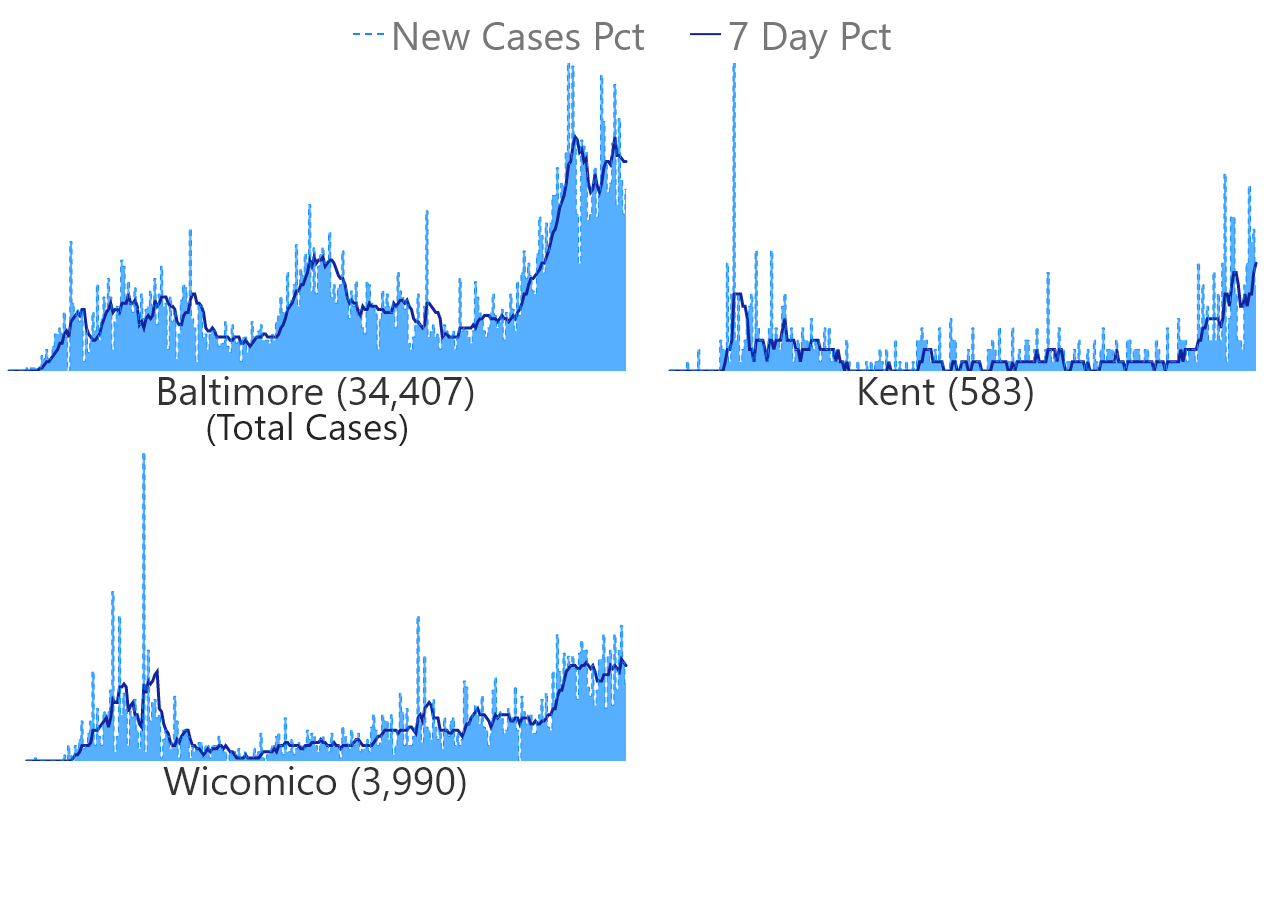 New Cases Pct 7 Day Pct
Baltimore (34,407)
(Total Cases)
Kent (583)
Wicomico (3,990)